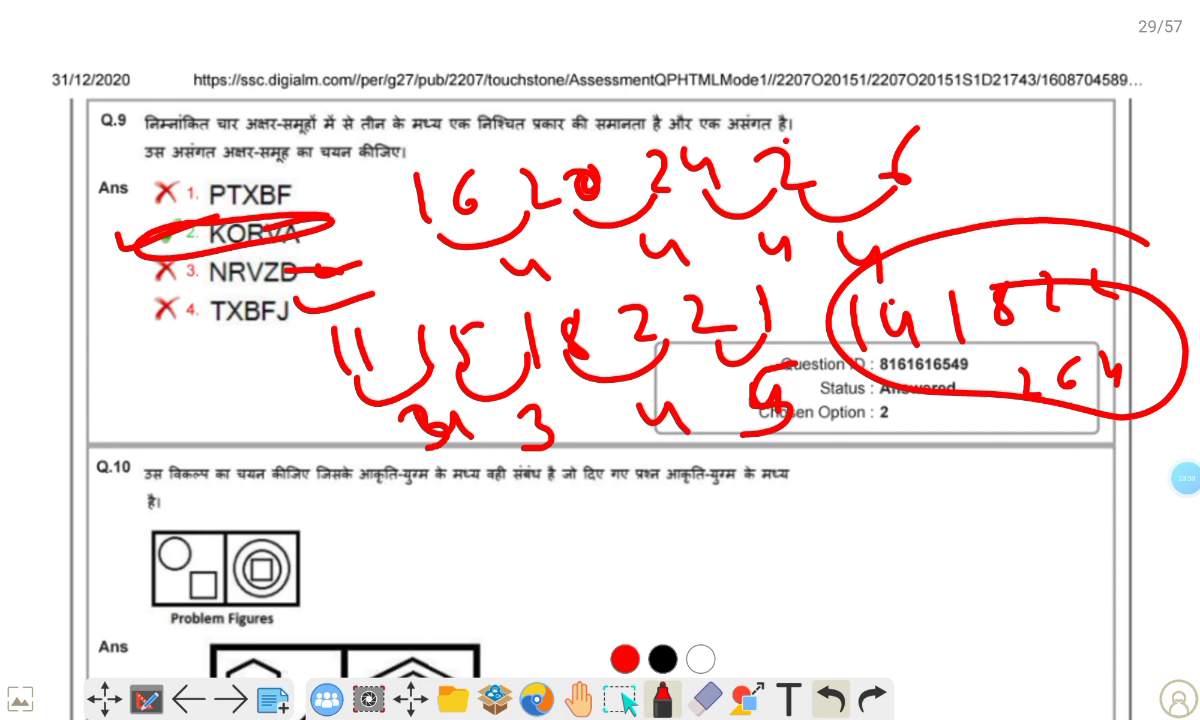 29/57
31/12/2020 https://ssc.digialm.com//per/g27/pub/2207/touchstone/AssessmentQPHTMLMode1//2207O20151/2207O20151S1D21743/1608704589...
Q.9 निम्नांकित चार अक्षर-समूहों में से तीन के मध्य एक निश्चित प्रकार की समानता है और एक असंगत है।
उस असंगत अक्षर-समूह का चयन कीजिए।
Ans 1. PTXBF
2. KORVA
3. NRVZD
4. TXBFJ
16 20 24 2 6
4 4 4 4
11 15 18 22 1
3 4
14 18 22
26 4
Question ID : 8161616549
Status : Answered
Chosen Option : 2
Q.10 उस विकल्प का चयन कीजिए जिसके आकृति-युग्म के मध्य वही संबंध है जो दिए गए प्रश्न आकृति-युग्म के मध्य
है।
Problem Figures
Ans